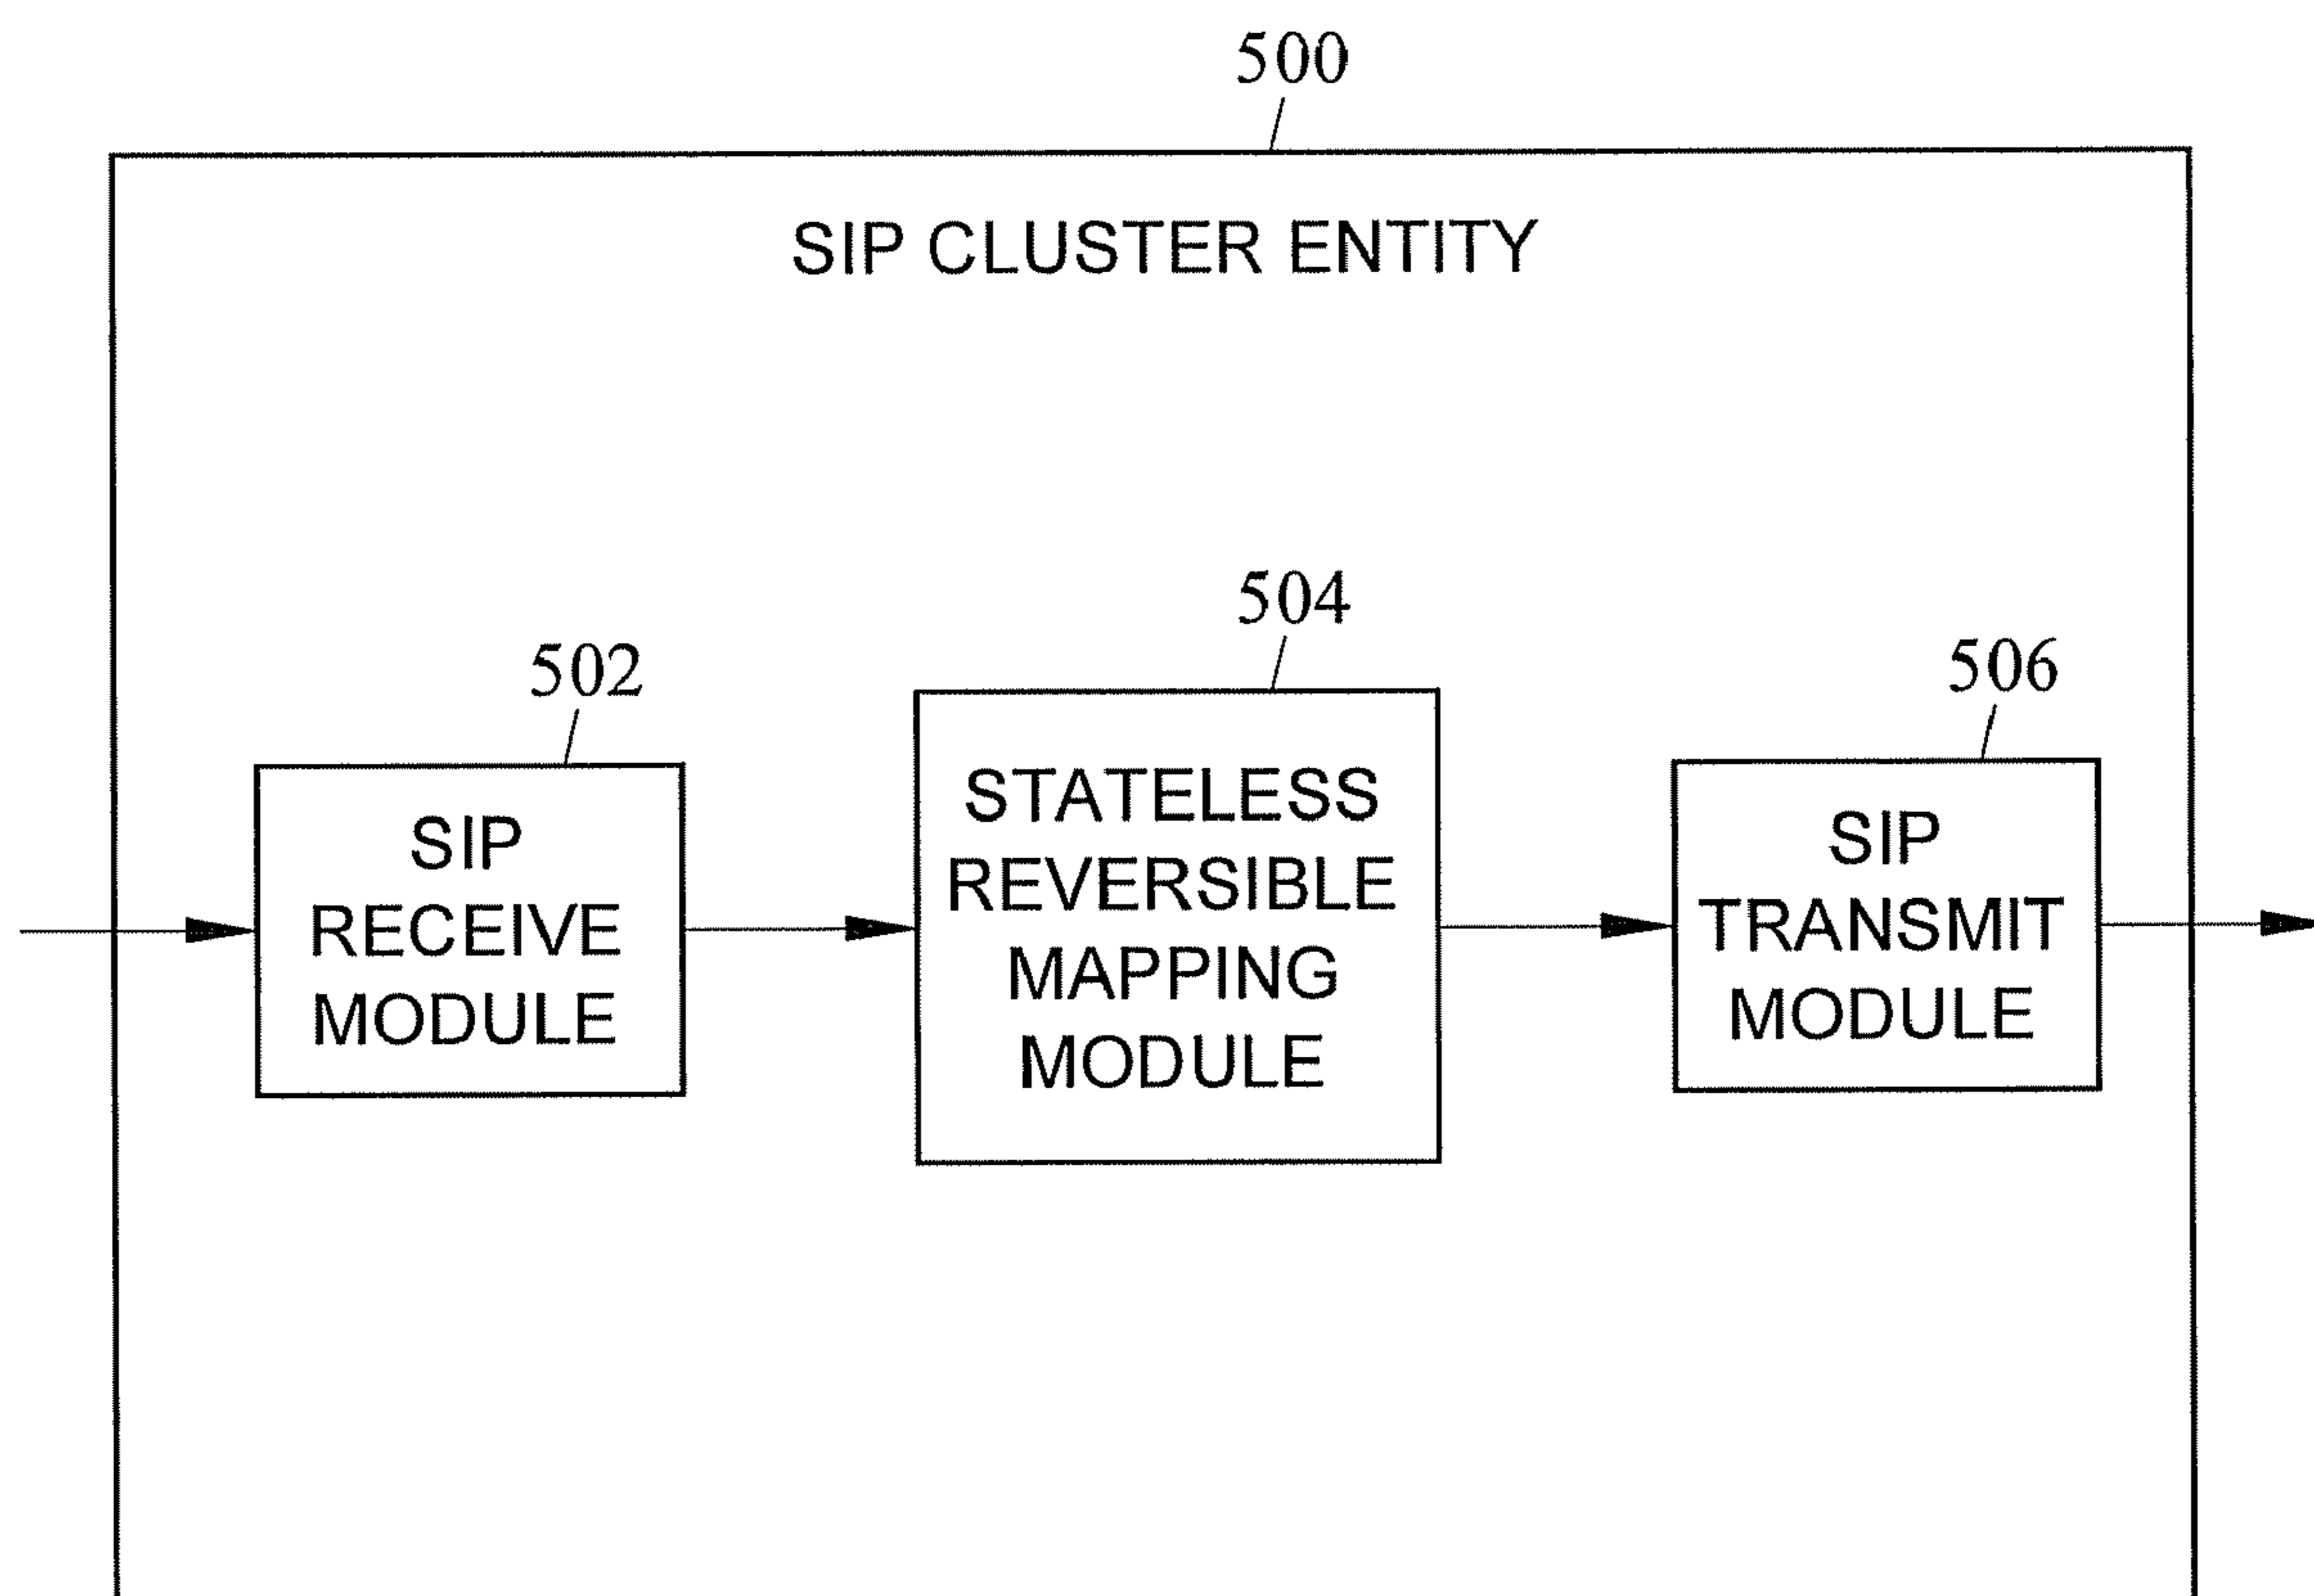 500
SIP CLUSTER ENTITY
502
504
506
SIP
RECEIVE
MODULE
STATELESS
REVERSIBLE
MAPPING
MODULE
SIP
TRANSMIT
MODULE